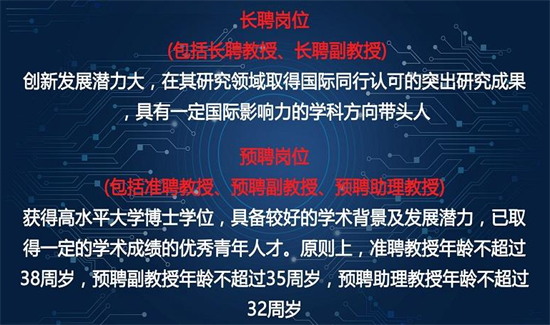 长聘岗位
(包括长聘教授、长聘副教授)
创新发展潜力大，在其研究领域取得国际同行认可的突出研究成果
，具有一定国际影响力的学科方向带头人
预聘岗位
(包括准聘教授、预聘副教授、预聘助理教授)
获得高水平大学博士学位，具备较好的学术背景及发展潜力，已取
得一定的学术成绩的优秀青年人才。原则上，准聘教授年龄不超过
38周岁，预聘副教授年龄不超过35周岁，预聘助理教授年龄不超过
32周岁